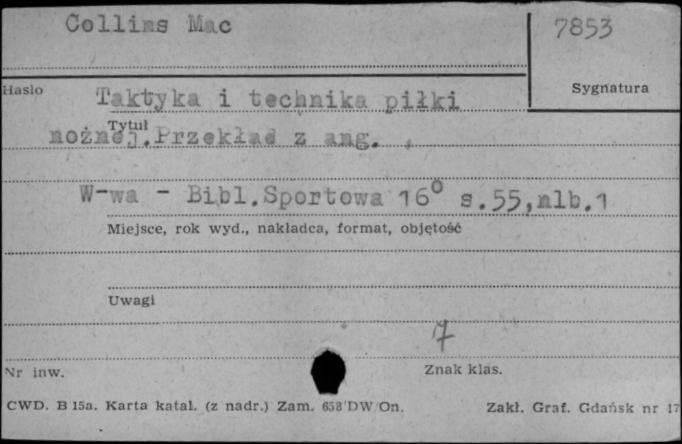 Collins Mac
7853
Hasło
Sygnatura
Taktyka i technika piłki
Tytuł
nożnej.Przekład z ang.
W-wa - Bibl.Sportowa 16° s.55,nlb.1
Miejsce, rok wyd., nakładca, format, objętość
Uwagi
7
Nr inw.
Znak klas.
CWD. B 15a. Karta katal. (z nadr.) Zam. 658 DW On.
Zakł. Graf. Gdańsk nr 17